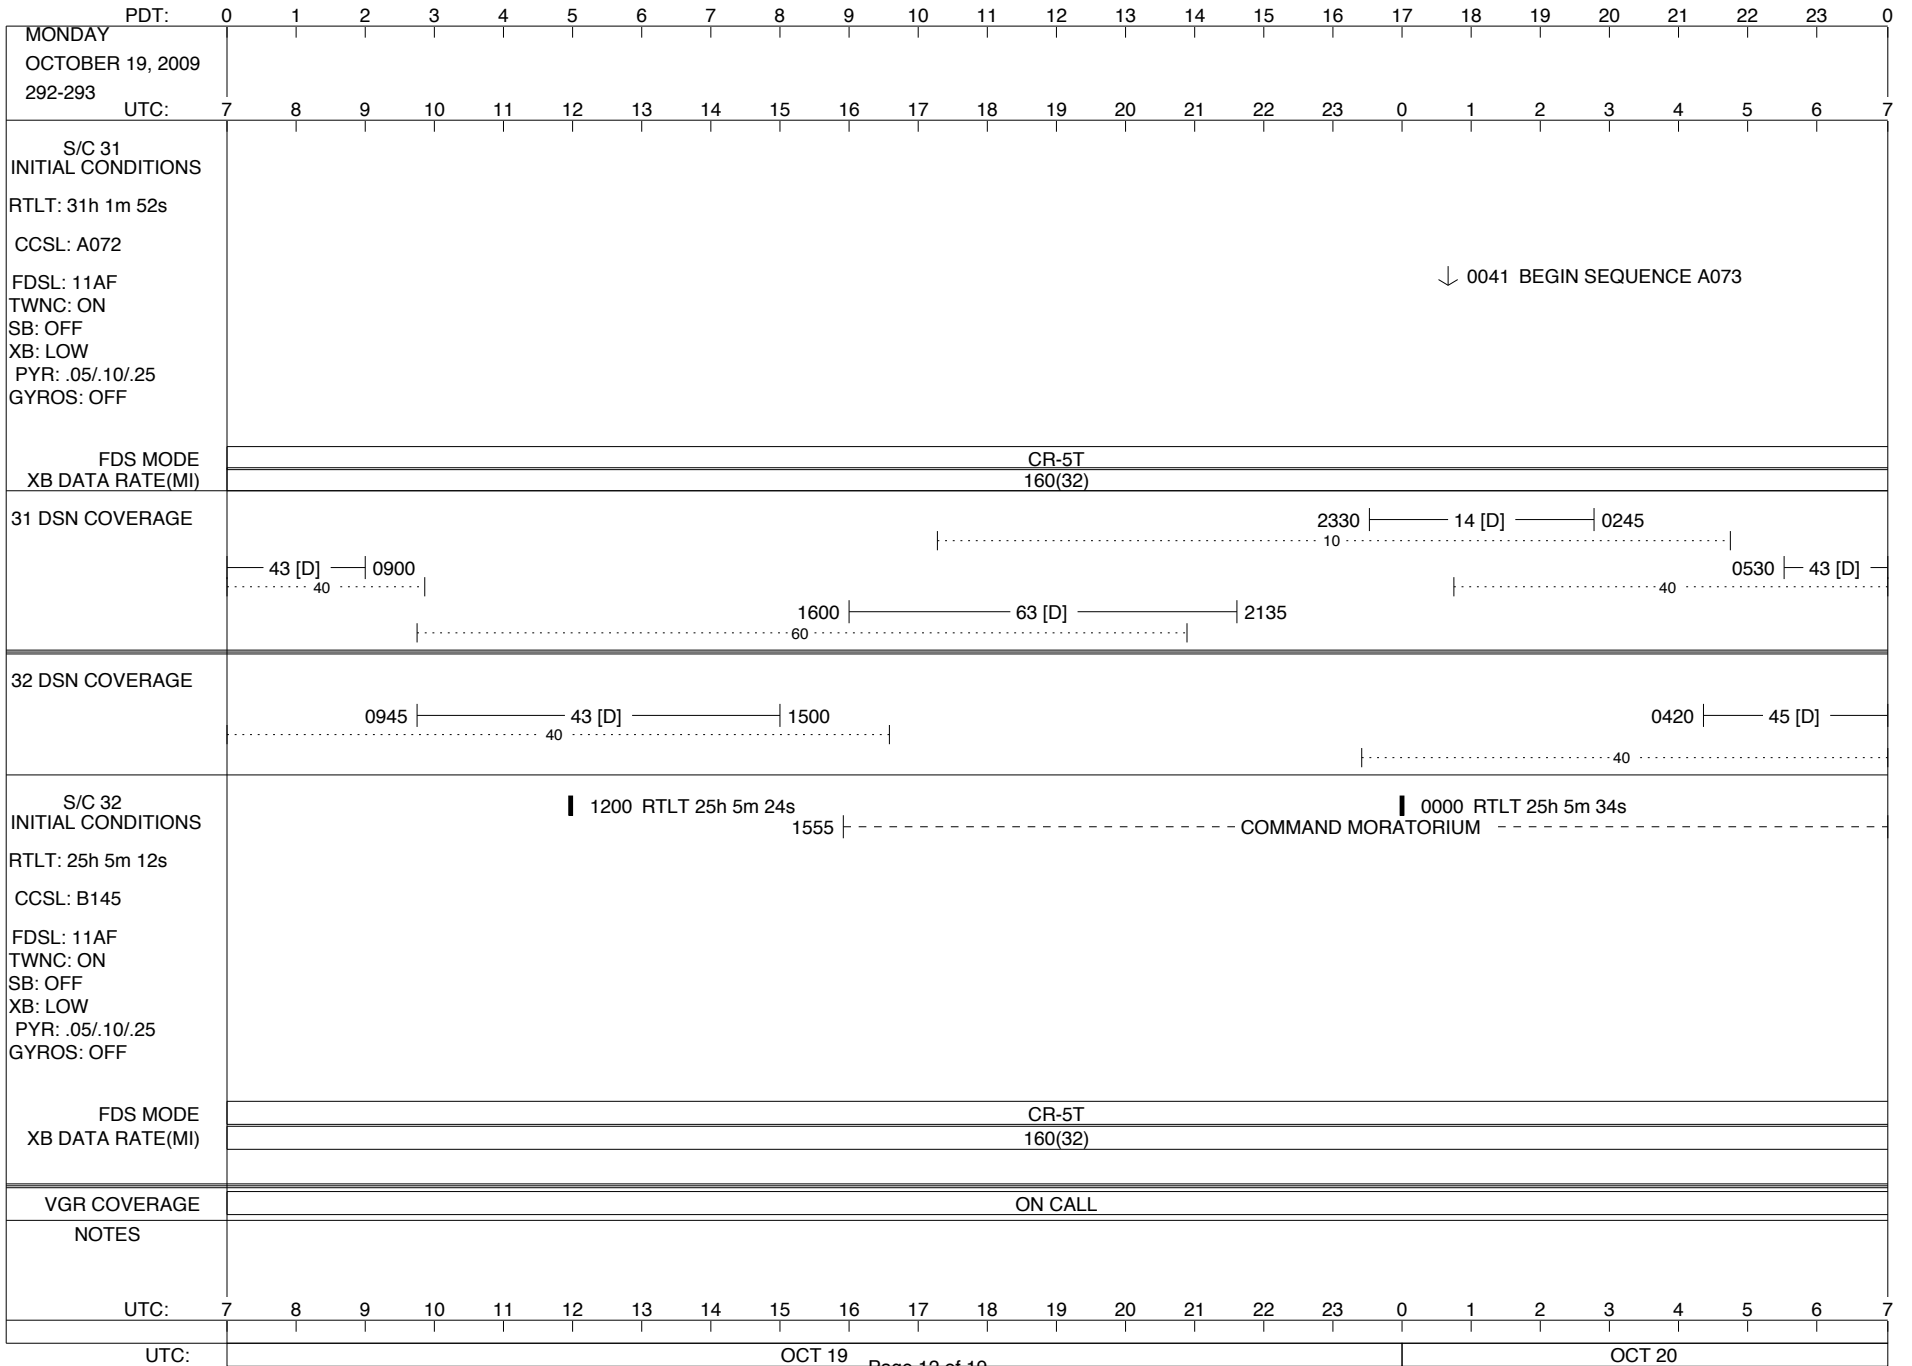 PDT: 0 1 2 3 4 5 6 7 8 9 10 11 12 13 14 15 16 17 18 19 20 21 22 23 0
MONDAY
OCTOBER 19, 2009
292-293
UTC: 7 8 9 10 11 12 13 14 15 16 17 18 19 20 21 22 23 0 1 2 3 4 5 6 7
S/C 31
INITIAL CONDITIONS
RTLT: 31h 1m 52s
CCSL: A072
0041 BEGIN SEQUENCE A073
FDSL: 11AF
TWNC: ON
SB: OFF
XB: LOW
PYR: .05/.10/.25
GYROS: OFF
FDS MODE CR-5T
XB DATA RATE(MI) 160(32)
31 DSN COVERAGE
2330 14 [D] 0245
10
43 [D] 0900 0530 43 [D]
40 40
1600 63 [D] 2135
60
32 DSN COVERAGE
0945 43 [D] 1500 0420 45 [D]
40
40
S/C 32
INITIAL CONDITIONS
1200 RTLT 25h 5m 24s 0000 RTLT 25h 5m 34s
1555 COMMAND MORATORIUM
RTLT: 25h 5m 12s
CCSL: B145
FDSL: 11AF
TWNC: ON
SB: OFF
XB: LOW
PYR: .05/.10/.25
GYROS: OFF
FDS MODE CR-5T
XB DATA RATE(MI) 160(32)
VGR COVERAGE ON CALL
NOTES
UTC: 7 8 9 10 11 12 13 14 15 16 17 18 19 20 21 22 23 0 1 2 3 4 5 6 7
UTC: OCT 19 OCT 20
Page 12 of 19